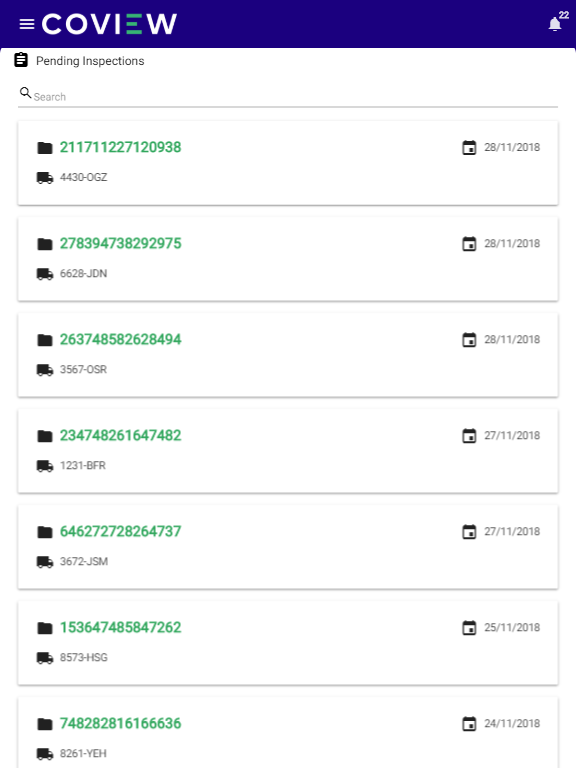 COVIEW
22
Pending Inspections
Search
211711227120938 28/11/2018
4430-OGZ
278394738292975 28/11/2018
6628-JDN
263748582628494 28/11/2018
3567-OSR
234748261647482 27/11/2018
1231-BFR
646272728264737 27/11/2018
3672-JSM
153647485847262 25/11/2018
8573-HSG
748282816166636 24/11/2018
8261-YEH